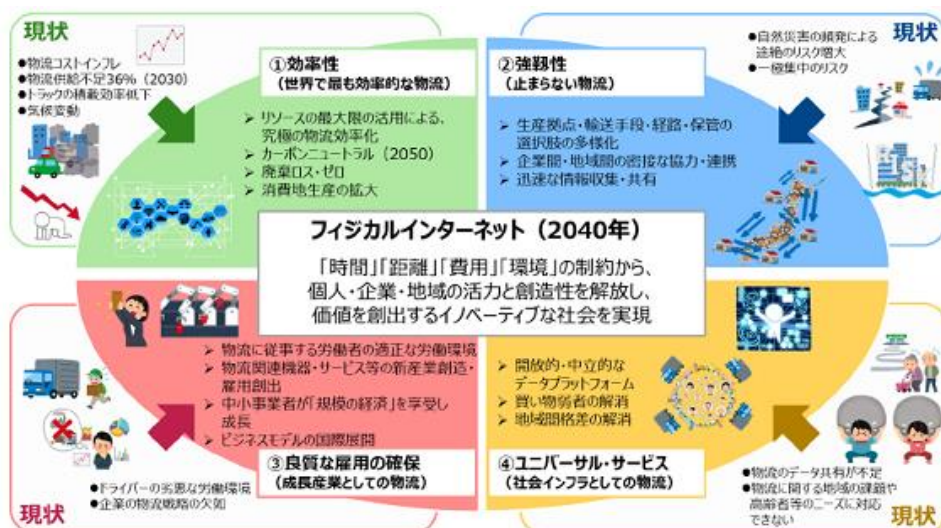 現状
●物流コストインフレ
●物流供給不足36%（2030）
●トラックの積載効率低下
●気候変動
①効率性
（世界で最も効率的な物流）
➢ リソースの最大限の活用による、
究極の物流効率化
➢ カーボンニュートラル（2050）
➢ 廃棄ロス・ゼロ
➢ 消費地生産の拡大
②強靭性
（止まらない物流）
➢ 生産拠点・輸送手段・経路・保管の
選択肢の多様化
➢ 企業間・地域間の密接な協力・連携
➢ 迅速な情報収集・共有
現状
●自然災害の頻発による
途絶のリスク増大
●一極集中のリスク
フィジカルインターネット（2040年）
「時間」「距離」「費用」「環境」の制約から、
個人・企業・地域の活力と創造性を解放し、
価値を創出するイノベーティブな社会を実現
➢ 物流に従事する労働者の適正な労働環境
➢ 物流関連機器・サービス等の新産業創造・
雇用創出
➢ 中小事業者が「規模の経済」を享受し
成長
➢ ビジネスモデルの国際展開
③良質な雇用の確保
（成長産業としての物流）
●ドライバーの劣悪な労働環境
●企業の物流戦略の欠如
現状
➢ 開放的・中立的な
データプラットフォーム
➢ 買い物弱者の解消
➢ 地域間格差の解消
④ユニバーサル・サービス
（社会インフラとしての物流）
●物流のデータ共有が不足
●物流に関する地域の課題や
高齢者等のニーズに対応
できない
現状